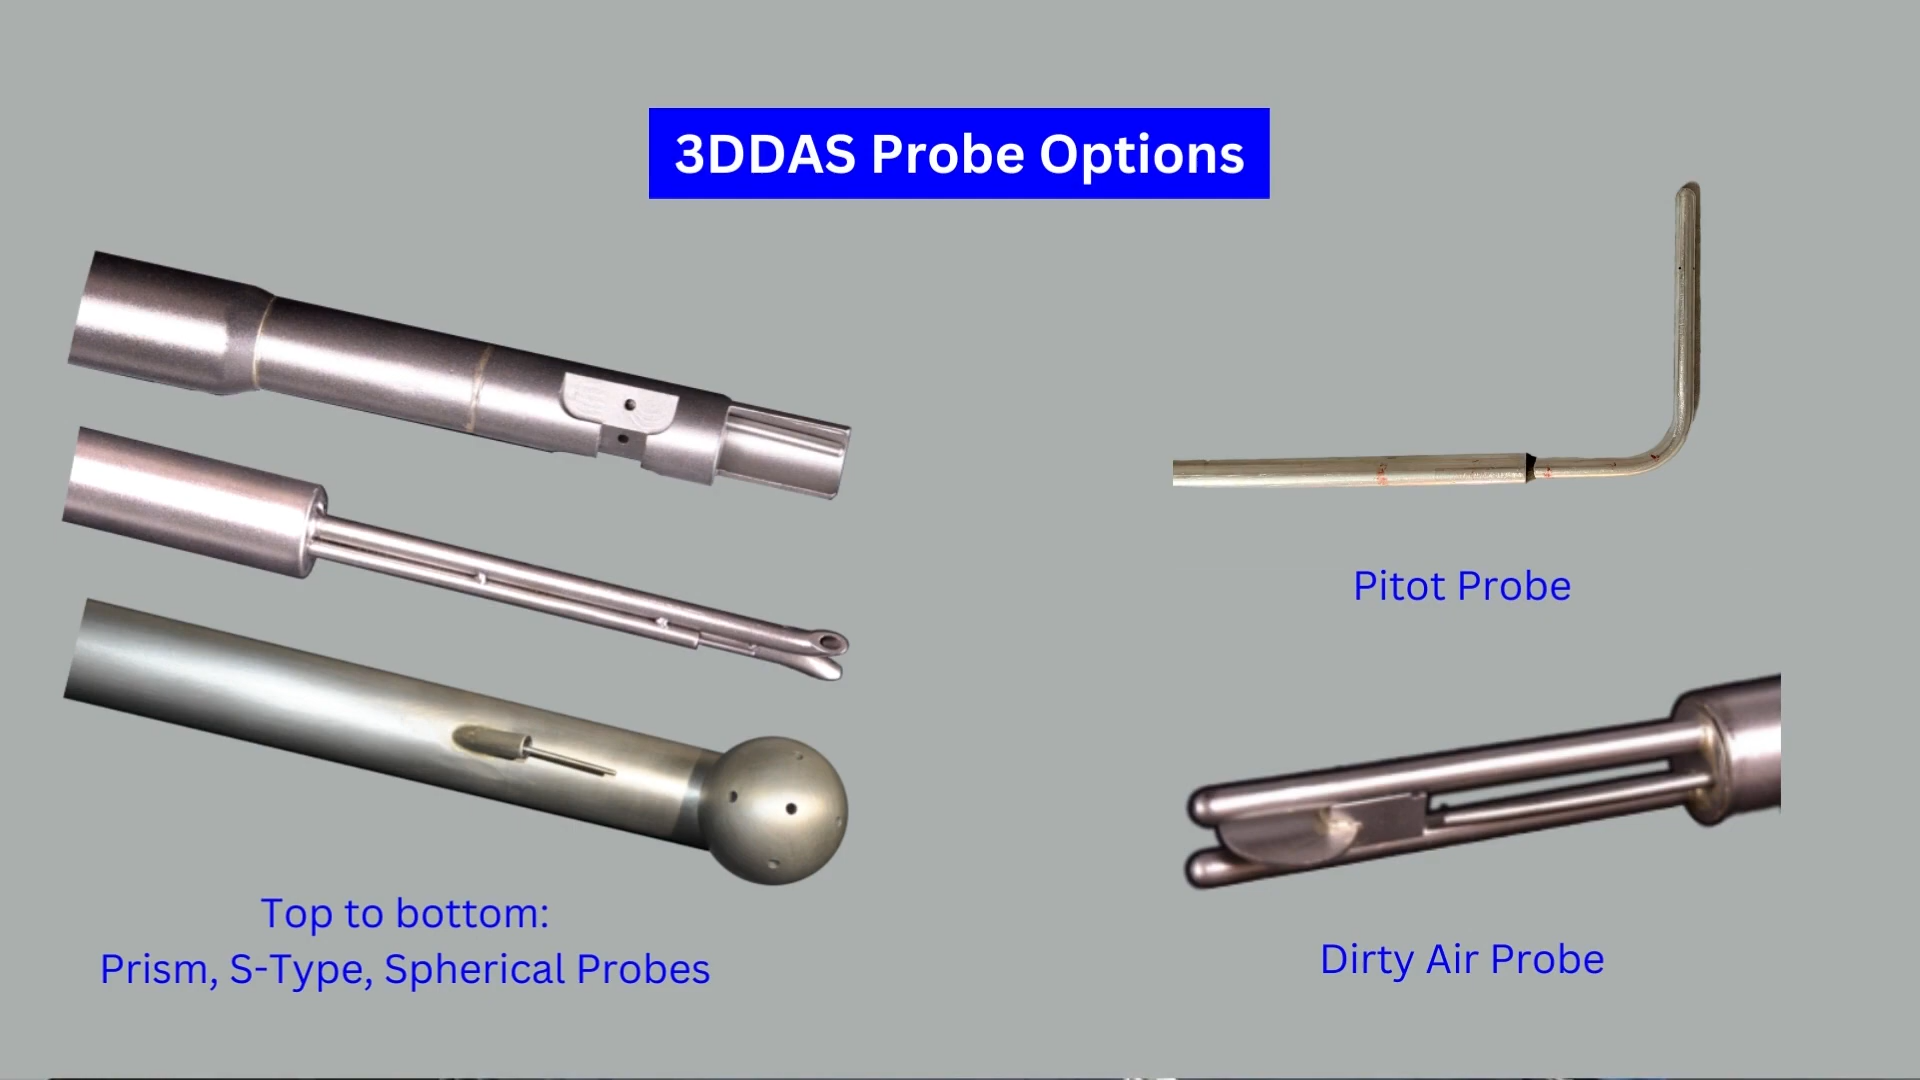 3DDAS Probe Options
Pitot Probe
Top to bottom:
Prism, S-Type, Spherical Probes
Dirty Air Probe